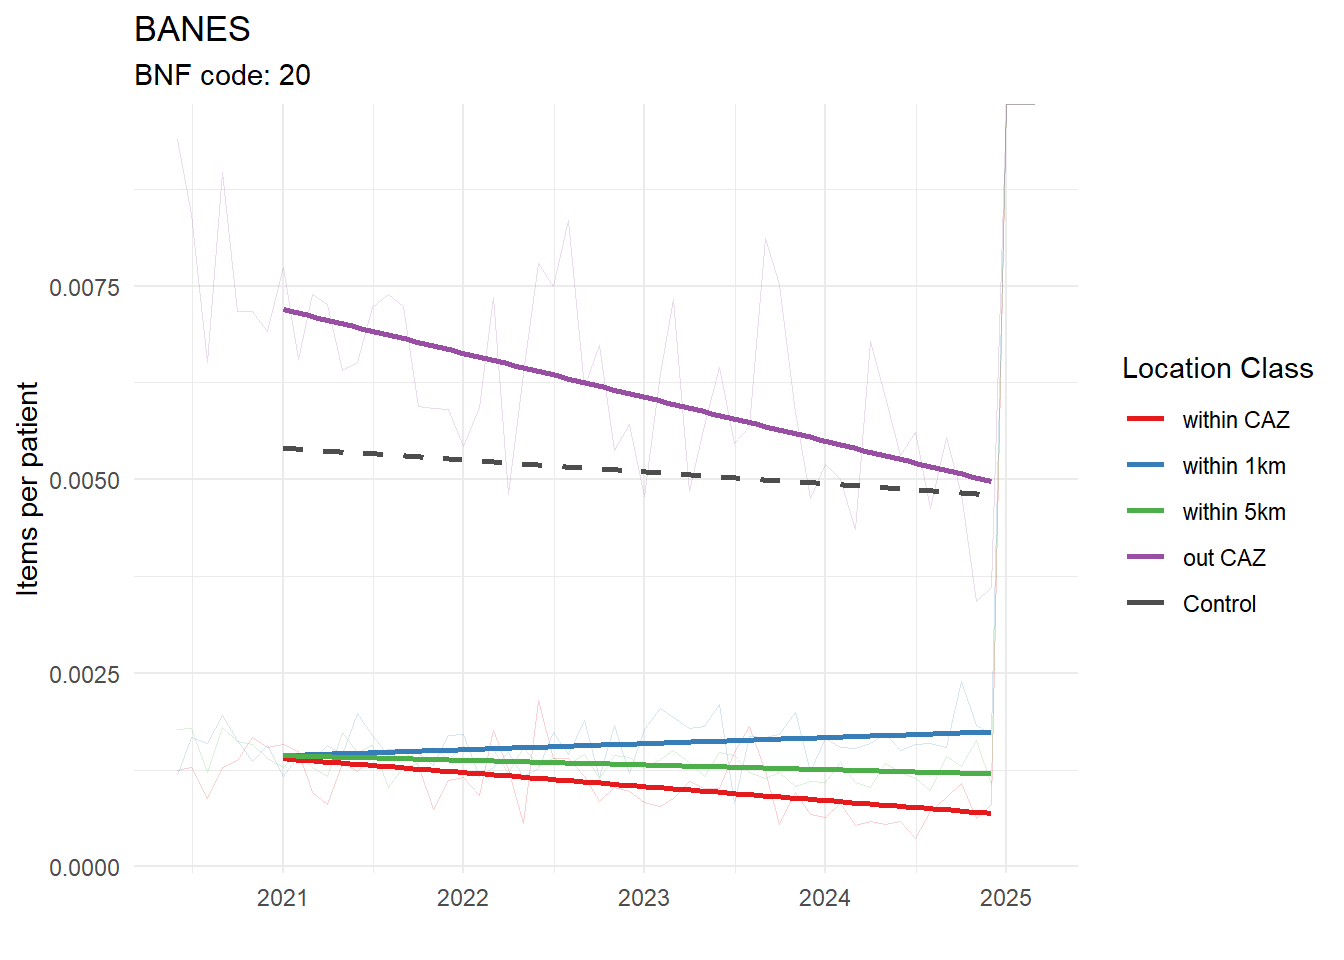 BANES
BNF code: 20
Items per patient
0.0075
0.0050
0.0025
0.0000
2021 2022 2023 2024 2025
Location Class
within CAZ
within 1km
within 5km
out CAZ
Control